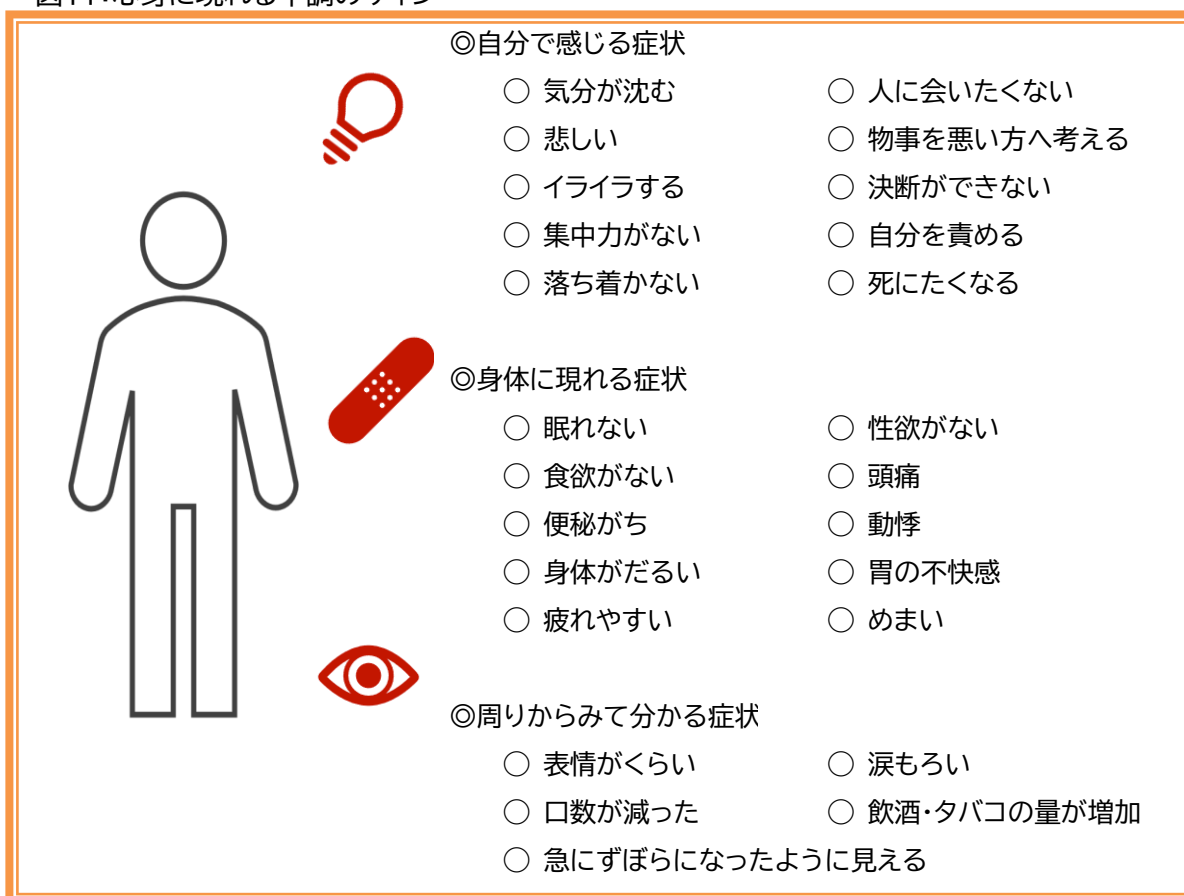 ◎自分で感じる症状
○ 気分が沈む ○ 人に会いたくない
○ 悲しい ○ 物事を悪い方へ考える
○ イライラする ○ 決断ができない
○ 集中力がない ○ 自分を責める
○ 落ち着かない ○ 死にたくなる
◎身体に現れる症状
○ 眠れない ○ 性欲がない
○ 食欲がない ○ 頭痛
○ 便秘がち ○ 動悸
○ 身体がだるい ○ 胃の不快感
○ 疲れやすい ○ めまい
◎周りからみて分かる症状
○ 表情がくらい ○ 涙もろい
○ 口数が減った ○ 飲酒・タバコの量が増加
○ 急にずぼらになったように見える